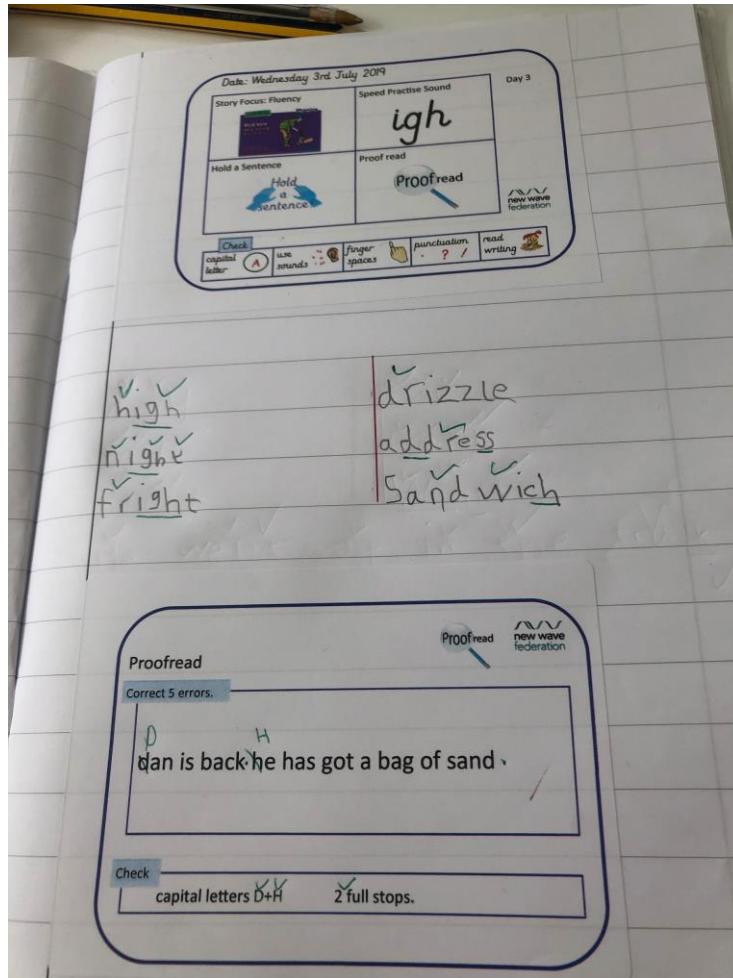 Date: Wednesday 3rd July 2019
Day 3
Story Focus: Fluency
Speed Practise Sound
igh
Hold a Sentence
Hold
a
sentence
Proof read
Proof read
new wave
federation
Check
capital
letter
A
use
sounds
finger
spaces
punctuation
. ? !
read
writing
high
night
fright
drizzle
address
Sandwich
Proofread
Proofread
new wave
federation
Correct 5 errors.
D H
dan is back.he has got a bag of sand.
Check
capital letters D+H 2 full stops.